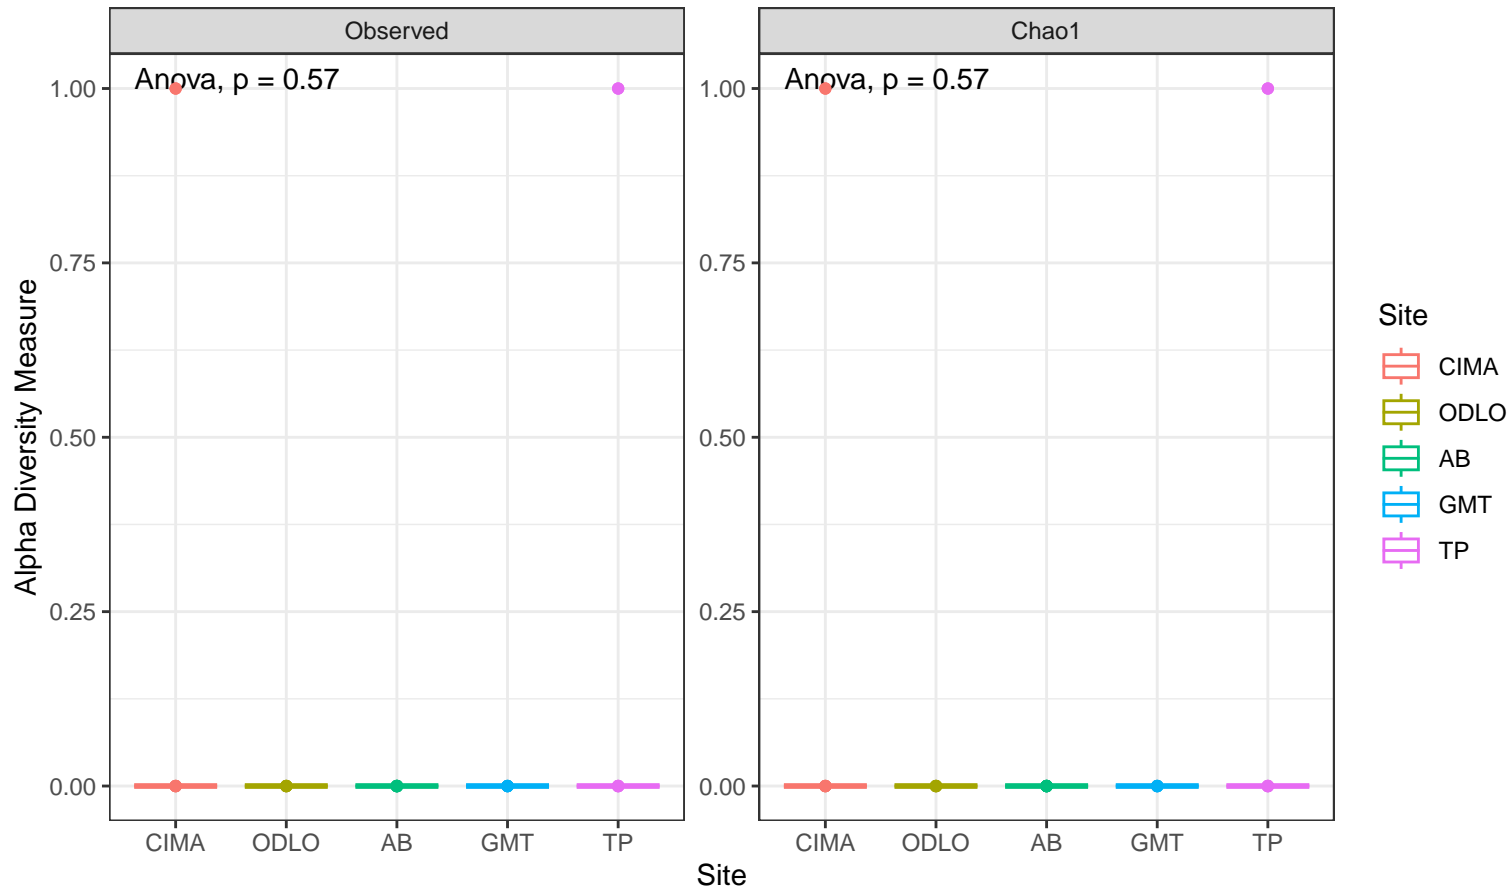 Observed
Chao1
Anova, p = 0.57
Anova, p = 0.57
Alpha Diversity Measure
1.00
0.75
0.50
0.25
0.00
1.00
0.75
0.50
0.25
0.00
CIMA ODLO AB GMT TP
CIMA ODLO AB GMT TP
Site
Site
CIMA
ODLO
AB
GMT
TP